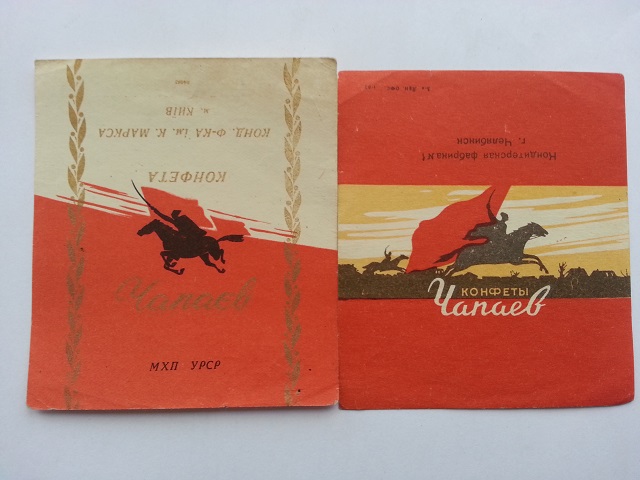 КОНФЕТА
КОНД. Ф-КА ім. К. МАРКСА
м. КИЇВ
Чапаев
МХП УРСР
Кондитерская фабрика №1
г. Челябинск
КОНФЕТЫ
Чапаев